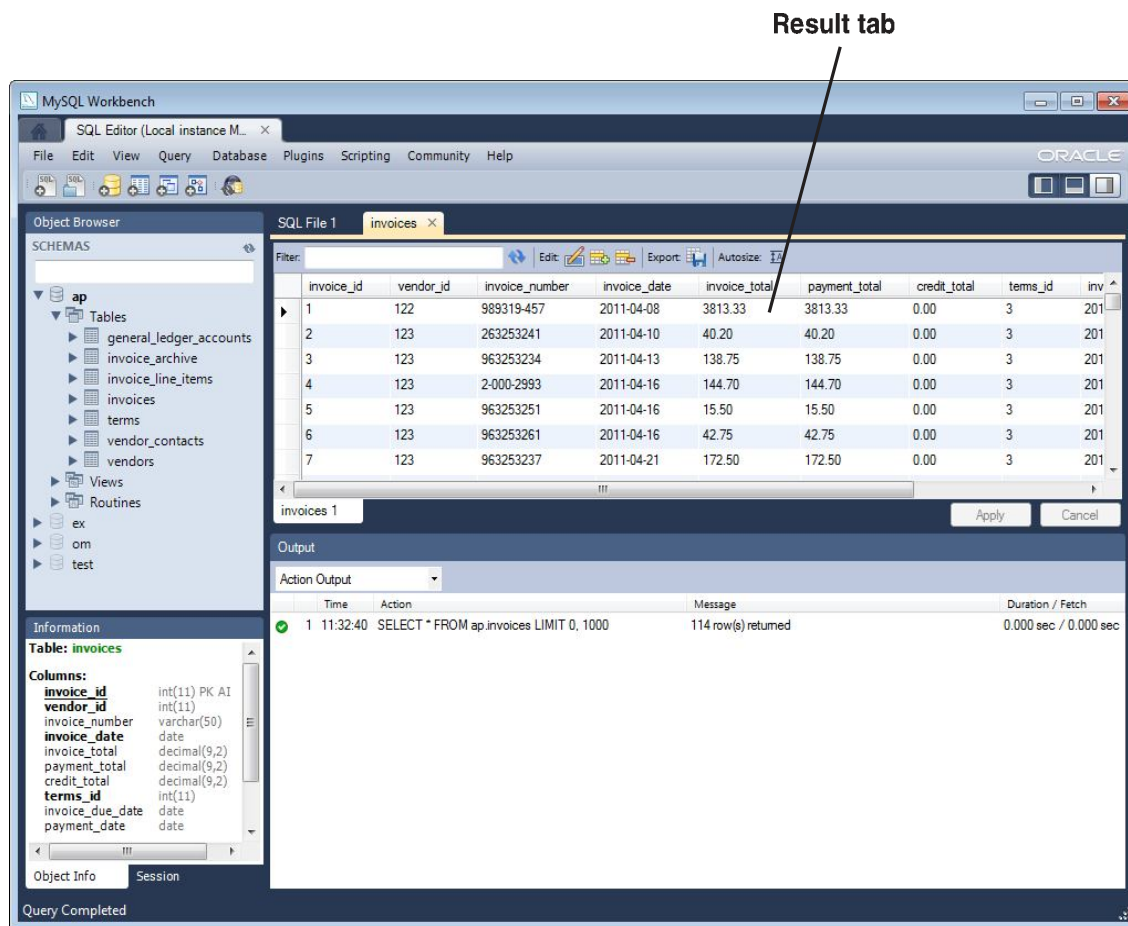 Result tab
MySQL Workbench
SQL Editor (Local instance M...
File Edit View Query Database Plugins Scripting Community Help
ORACLE
Object Browser
SCHEMAS
ap
Tables
general_ledger_accounts
invoice_archive
invoice_line_items
invoices
terms
vendor_contacts
vendors
Views
Routines
ex
om
test
Information
Table: invoices
Columns:
invoice_id int(11) PK AI
vendor_id int(11)
invoice_number varchar(50)
invoice_date date
invoice_total decimal(9,2)
payment_total decimal(9,2)
credit_total decimal(9,2)
terms_id int(11)
invoice_due_date date
payment_date date
Object Info Session
SQL File 1 invoices
Filter: Edit: Export: Autosize:
invoice_id vendor_id invoice_number invoice_date invoice_total payment_total credit_total terms_id inv
1 122 989319-457 2011-04-08 3813.33 3813.33 0.00 3 201
2 123 263253241 2011-04-10 40.20 40.20 0.00 3 201
3 123 963253234 2011-04-13 138.75 138.75 0.00 3 201
4 123 2-000-2993 2011-04-16 144.70 144.70 0.00 3 201
5 123 963253251 2011-04-16 15.50 15.50 0.00 3 201
6 123 963253261 2011-04-16 42.75 42.75 0.00 3 201
7 123 963253237 2011-04-21 172.50 172.50 0.00 3 201
invoices 1
Apply Cancel
Output
Action Output
Time Action Message Duration / Fetch
1 11:32:40 SELECT * FROM ap.invoices LIMIT 0, 1000 114 row(s) returned 0.000 sec / 0.000 sec
Query Completed